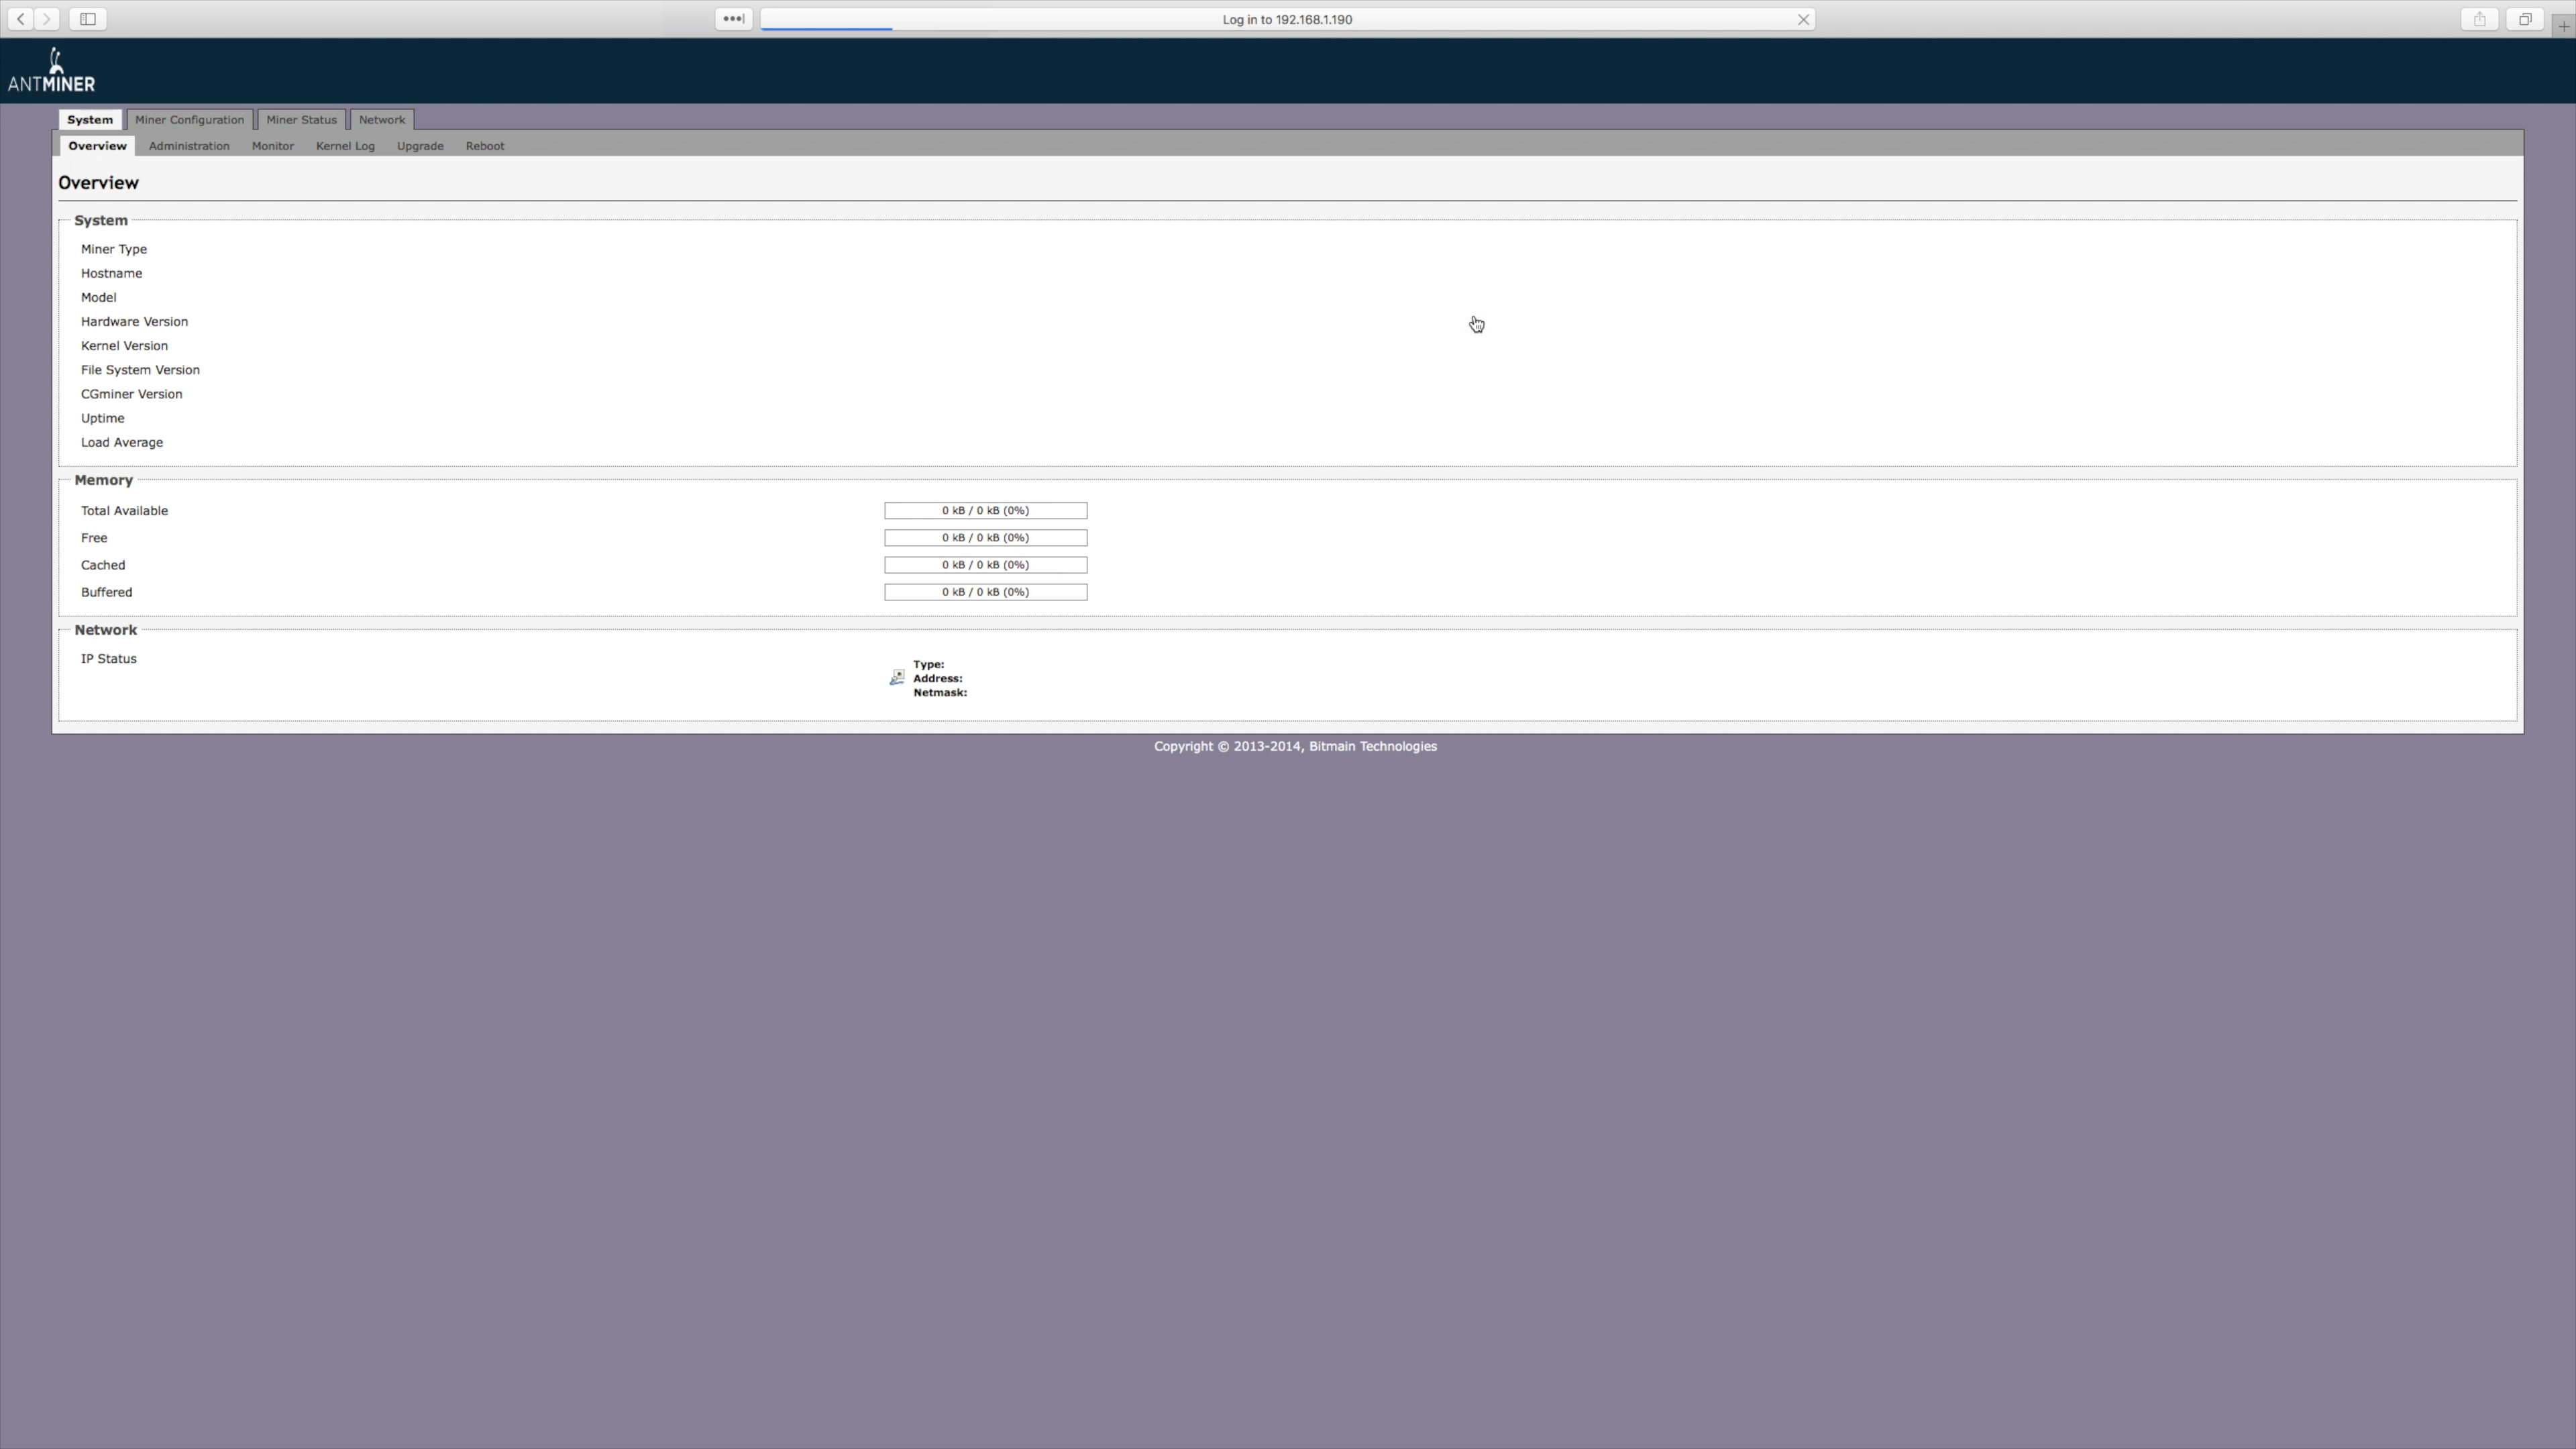 Log in to 192.168.1.190
ANTMINER
System Miner Configuration Miner Status Network
Overview Administration Monitor Kernel Log Upgrade Reboot
Overview
System
Miner Type
Hostname
Model
Hardware Version
Kernel Version
File System Version
CGminer Version
Uptime
Load Average
Memory
Total Available 0 kB / 0 kB (0%)
Free 0 kB / 0 kB (0%)
Cached 0 kB / 0 kB (0%)
Buffered 0 kB / 0 kB (0%)
Network
IP Status
Type:
Address:
Netmask:
Copyright © 2013-2014, Bitmain Technologies